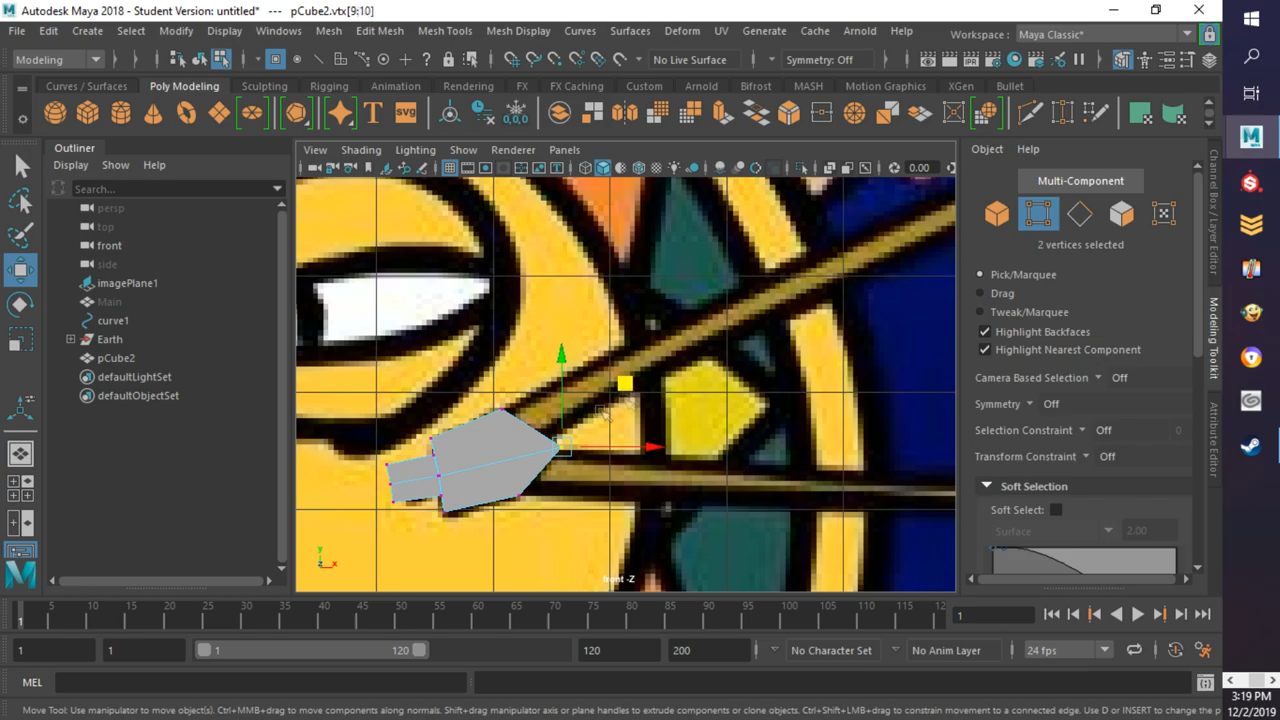 Autodesk Maya 2018 - Student Version: untitled* --- pCube2.vtx[9:10]
File Edit Create Select Modify Display Windows Mesh Edit Mesh Mesh Tools Mesh Display Curves Surfaces Deform UV Generate Cache Arnold Help Workspace : Maya Classic*
Modeling No Live Surface Symmetry: Off
Curves / Surfaces Poly Modeling Sculpting Rigging Animation Rendering FX FX Caching Custom Arnold Bifrost MASH Motion Graphics XGen Bullet
T svg 0,0,0
Outliner
Display Show Help
Search...
persp
top
front
side
imagePlane1
Main
curve1
Earth
pCube2
defaultLightSet
defaultObjectSet
View Shading Lighting Show Renderer Panels
0.00
y
z x
front -Z
Object Help
Multi-Component
2 vertices selected
Pick/Marquee
Drag
Tweak/Marquee
Highlight Backfaces
Highlight Nearest Component
Camera Based Selection Off
Symmetry Off
Selection Constraint Off 0
Transform Constraint Off
Soft Selection
Soft Select:
Surface 2.00
Channel Box / Layer Editor
Modeling Toolkit
Attribute Editor
5 10 15 20 25 30 35 40 45 50 55 60 65 70 75 80 85 90 95 100 105 110 115 12
1
1
1 1 1 120 120 200 No Character Set No Anim Layer 24 fps
MEL
Move Tool: Use manipulator to move object(s). Ctrl+MMB+drag to move components along normals. Shift+drag manipulator axis or plane handles to extrude components or clone objects. Ctrl+Shift+LMB+drag to constrain movement to a connected edge. Use D or INSERT to change the p
3:19 PM
12/2/2019